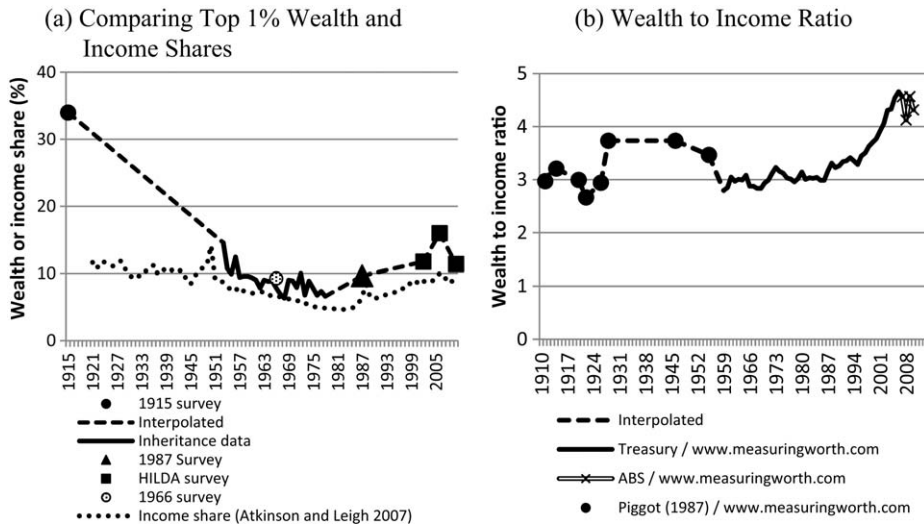 (a) Comparing Top 1% Wealth and
Income Shares
Wealth or income share (%)
40
30
20
10
0
1915
1921
1927
1933
1939
1945
1951
1957
1963
1969
1975
1981
1987
1993
1999
2005
1915 survey
Interpolated
Inheritance data
1987 Survey
HILDA survey
1966 survey
Income share (Atkinson and Leigh 2007)
(b) Wealth to Income Ratio
Wealth to income ratio
5
4
3
2
1
0
1910
1917
1924
1931
1938
1945
1952
1959
1966
1973
1980
1987
1994
2001
2008
Interpolated
Treasury / www.measuringworth.com
ABS / www.measuringworth.com
Piggot (1987) / www.measuringworth.com